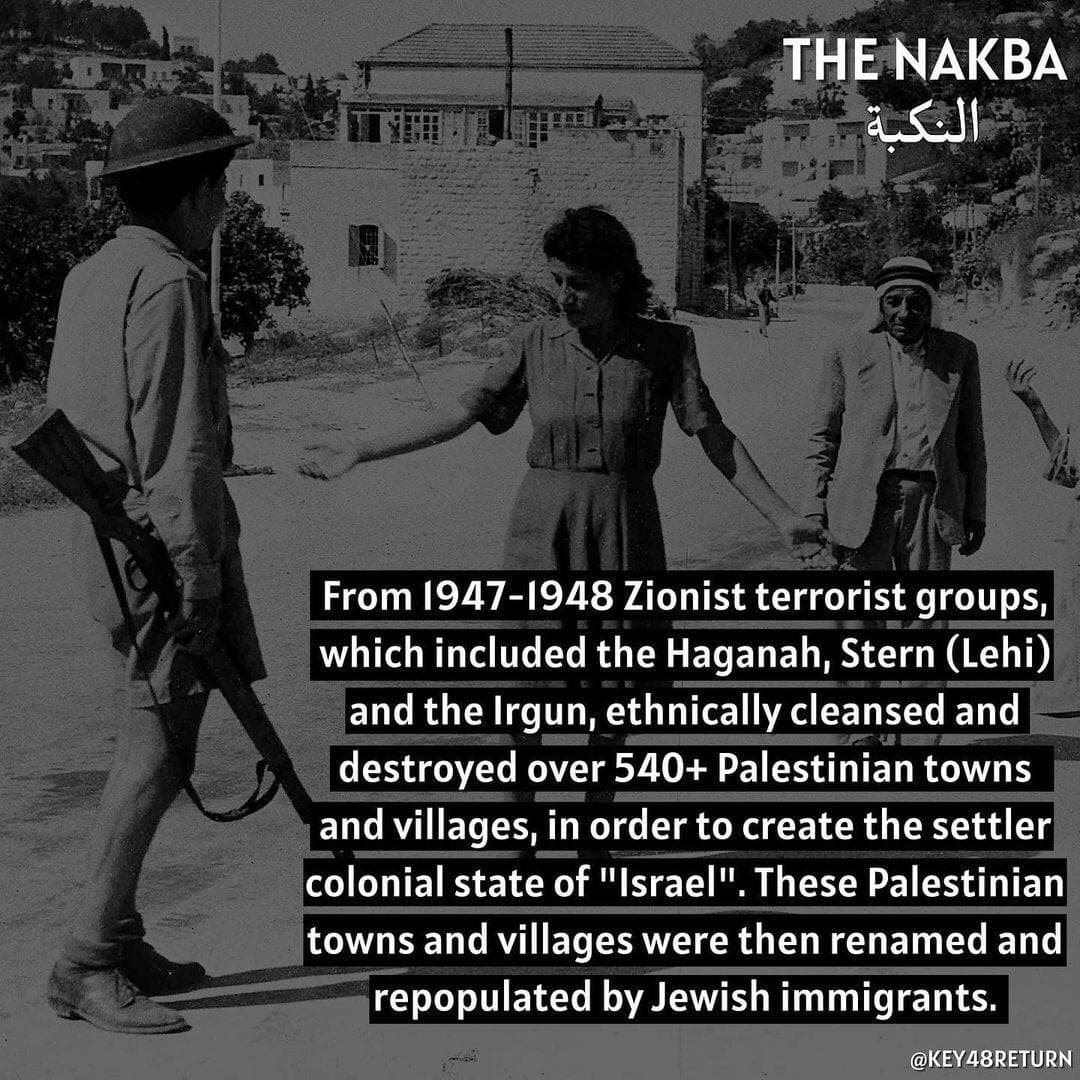 THE NAKBA
النكبة
From 1947-1948 Zionist terrorist groups,
which included the Haganah, Stern (Lehi)
and the Irgun, ethnically cleansed and
destroyed over 540+ Palestinian towns
and villages, in order to create the settler
colonial state of "Israel". These Palestinian
towns and villages were then renamed and
repopulated by Jewish immigrants.
@KEY48RETURN